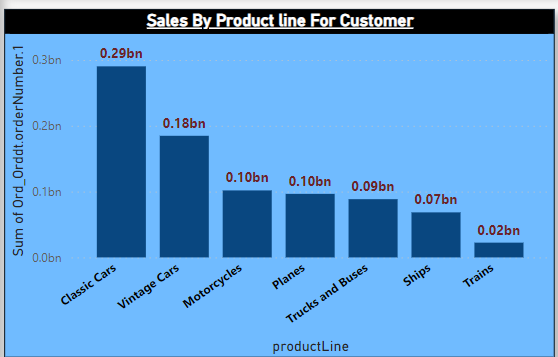 Sales By Product line For Customer
Sum of Ord_Orddt.orderNumber.1
0.3bn
0.2bn
0.1bn
0.0bn
0.29bn
0.18bn
0.10bn
0.10bn
0.09bn
0.07bn
0.02bn
Classic Cars
Vintage Cars
Motorcycles
Planes
Trucks and Buses
Ships
Trains
productLine